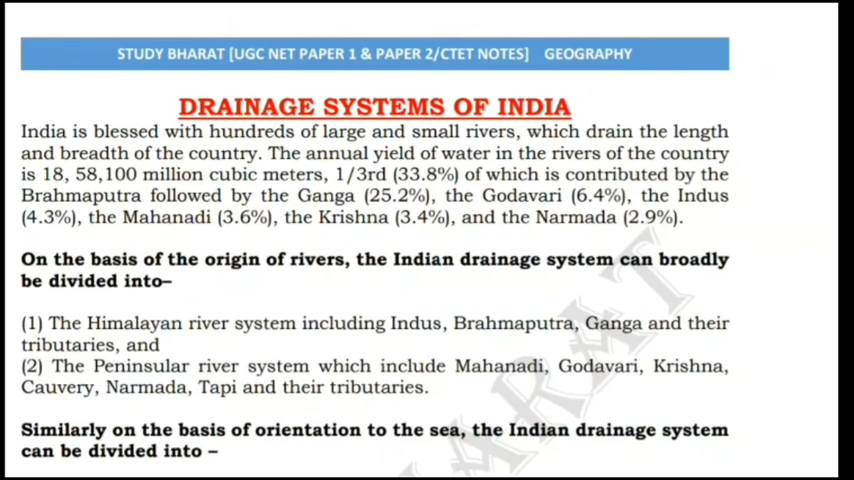 STUDY BHARAT [UGC NET PAPER 1 & PAPER 2/CTET NOTES] GEOGRAPHY
DRAINAGE SYSTEMS OF INDIA
India is blessed with hundreds of large and small rivers, which drain the length
and breadth of the country. The annual yield of water in the rivers of the country
is 18, 58,100 million cubic meters, 1/3rd (33.8%) of which is contributed by the
Brahmaputra followed by the Ganga (25.2%), the Godavari (6.4%), the Indus
(4.3%), the Mahanadi (3.6%), the Krishna (3.4%), and the Narmada (2.9%).
On the basis of the origin of rivers, the Indian drainage system can broadly
be divided into–
(1) The Himalayan river system including Indus, Brahmaputra, Ganga and their
tributaries, and
(2) The Peninsular river system which include Mahanadi, Godavari, Krishna,
Cauvery, Narmada, Tapi and their tributaries.
Similarly on the basis of orientation to the sea, the Indian drainage system
can be divided into –